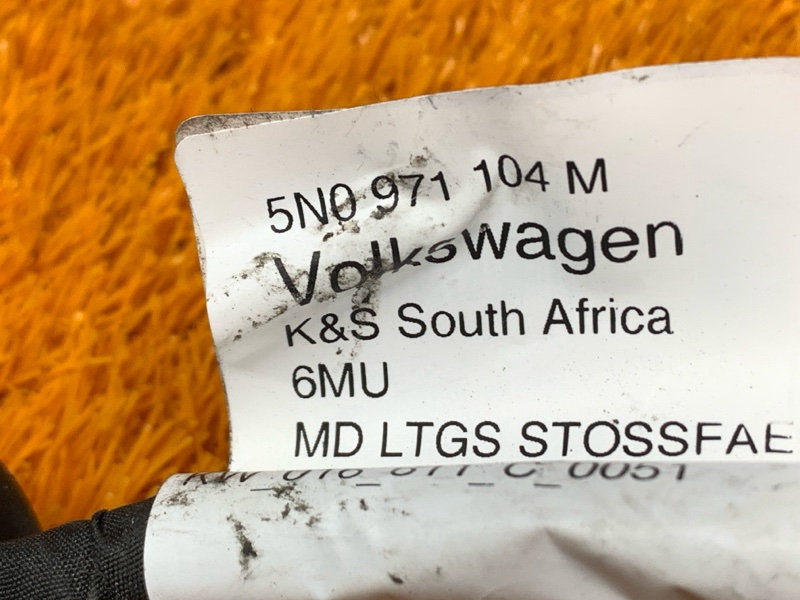 5N0 971 104 M
Volkswagen
K&S South Africa
6MU
MD LTGS STOSSFAE